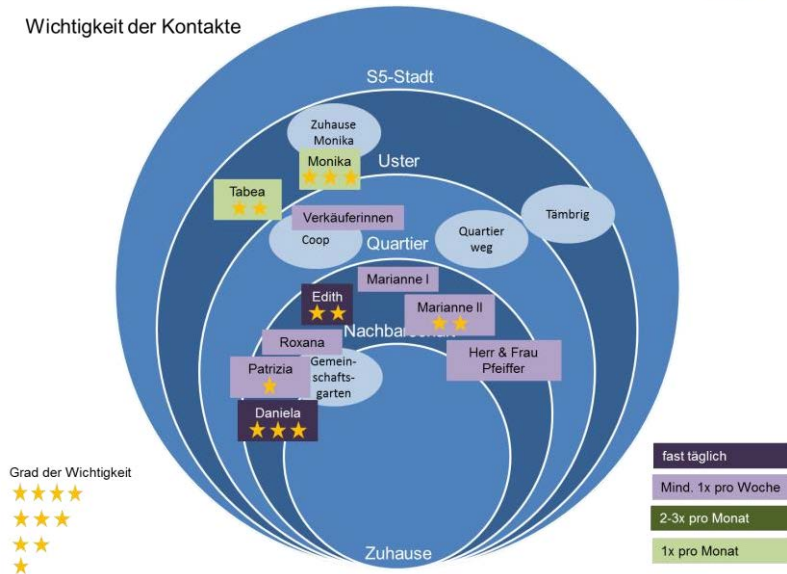 Wichtigkeit der Kontakte
S5-Stadt
Zuhause
Monika
Monika
Uster
Tabea
Verkäuferinnen
Coop
Quartier
Quartier
weg
Tämbrig
Marianne I
Edith
Marianne II
Roxana
Herr & Frau
Pfeiffer
Gemein-
schafts-
garten
Patrizia
Daniela
Zuhause
Grad der Wichtigkeit
fast täglich
Mind. 1x pro Woche
2-3x pro Monat
1x pro Monat